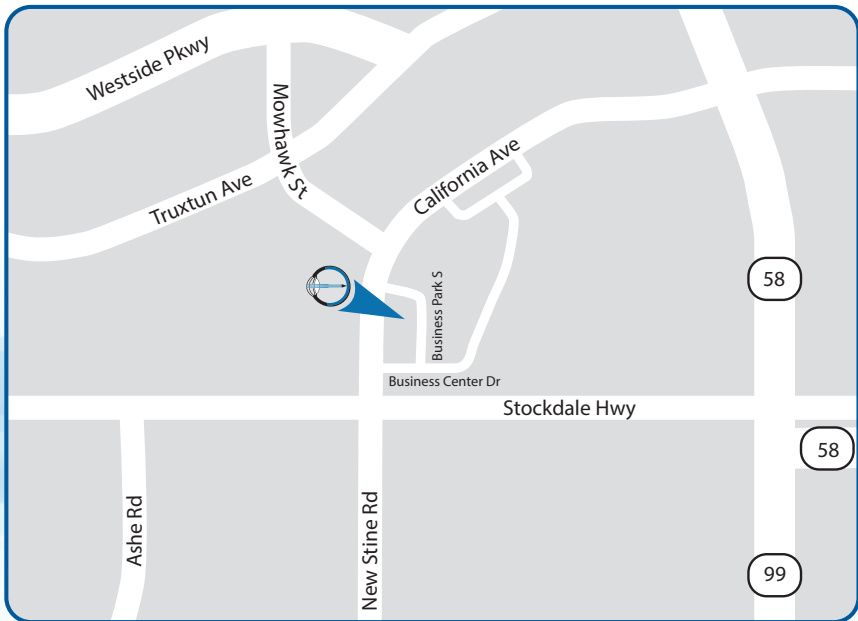 Westside Pkwy
Mowhawk St
California Ave
Truxtun Ave
58
Business Park S
Business Center Dr
Stockdale Hwy
58
Ashe Rd
New Stine Rd
99